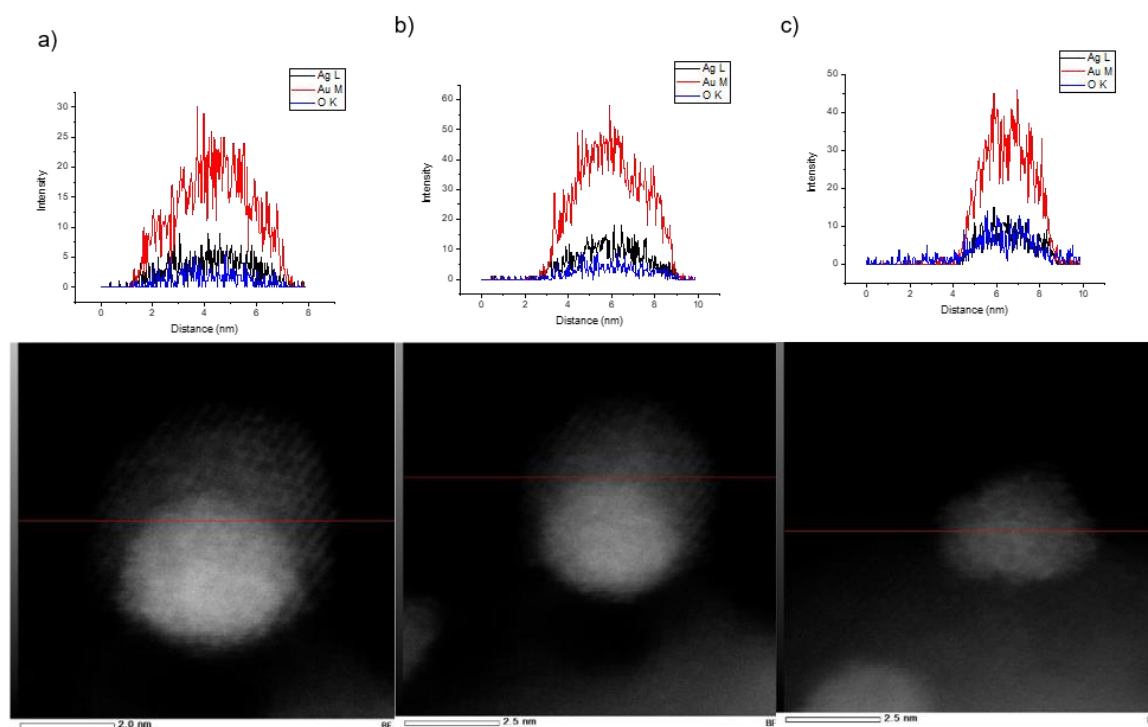 a)
Ag L
Au M
O K
30
25
20
15
10
5
0
Intensity
0 2 4 6 8
Distance (nm)
b)
Ag L
Au M
O K
60
50
40
30
20
10
0
Intensity
0 2 4 6 8 10
Distance (nm)
c)
Ag L
Au M
O K
50
40
30
20
10
0
Intensity
0 2 4 6 8 10
Distance (nm)
2.0 nm
BF
2.5 nm
BF
2.5 nm